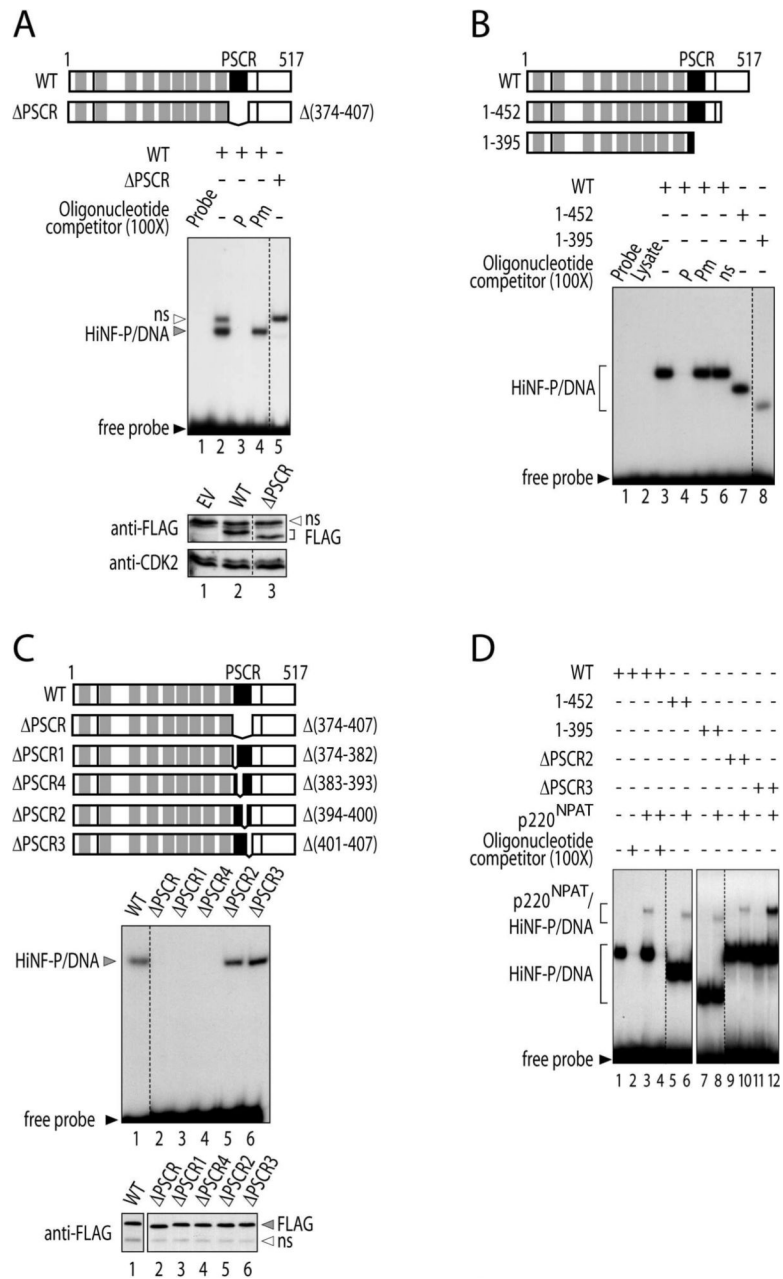 A
1 PSCR 517
WT
ΔPSCR Δ(374-407)
WT - + + + -
ΔPSCR - - - - +
Oligonucleotide competitor (100X) Probe - P Pm -
ns
HiNF-P/DNA
free probe
1 2 3 4 5
EV WT ΔPSCR
anti-FLAG ns
FLAG
anti-CDK2
1 2 3
B
1 PSCR 517
WT
1-452
1-395
WT - - + + + + - -
1-452 - - - - - - + -
1-395 - - - - - - - +
Oligonucleotide competitor (100X) Probe Lysate - P Pm ns - -
HiNF-P/DNA
free probe
1 2 3 4 5 6 7 8
C
1 PSCR 517
WT
ΔPSCR Δ(374-407)
ΔPSCR1 Δ(374-382)
ΔPSCR4 Δ(383-393)
ΔPSCR2 Δ(394-400)
ΔPSCR3 Δ(401-407)
WT ΔPSCR ΔPSCR1 ΔPSCR4 ΔPSCR2 ΔPSCR3
HiNF-P/DNA
free probe
1 2 3 4 5 6
WT ΔPSCR ΔPSCR1 ΔPSCR4 ΔPSCR2 ΔPSCR3
anti-FLAG FLAG
ns
1 2 3 4 5 6
D
WT + + + + - - - - - - - -
1-452 - - - - + + - - - - - -
1-395 - - - - - - + + - - - -
ΔPSCR2 - - - - - - - - + + - -
ΔPSCR3 - - - - - - - - - - + +
p220NPAT - - + + - + - + - + - +
Oligonucleotide competitor (100X) - + - + - - - - - - - -
p220NPAT/
HiNF-P/DNA
HiNF-P/DNA
free probe
1 2 3 4 5 6 7 8 9 10 11 12